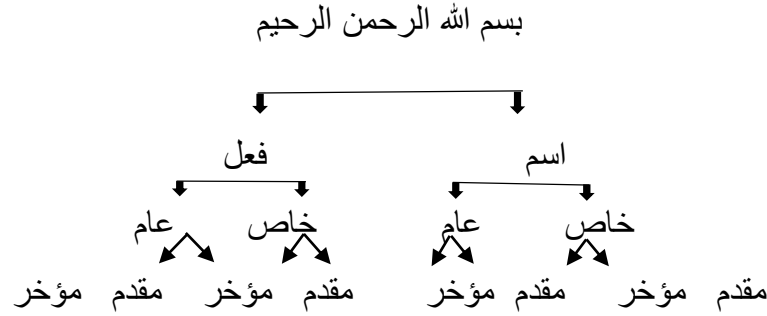 بسم الله الرحمن الرحيم
اسم فعل
خاص عام خاص عام
مقدم مؤخر مقدم مؤخر مقدم مؤخر مقدم مؤخر